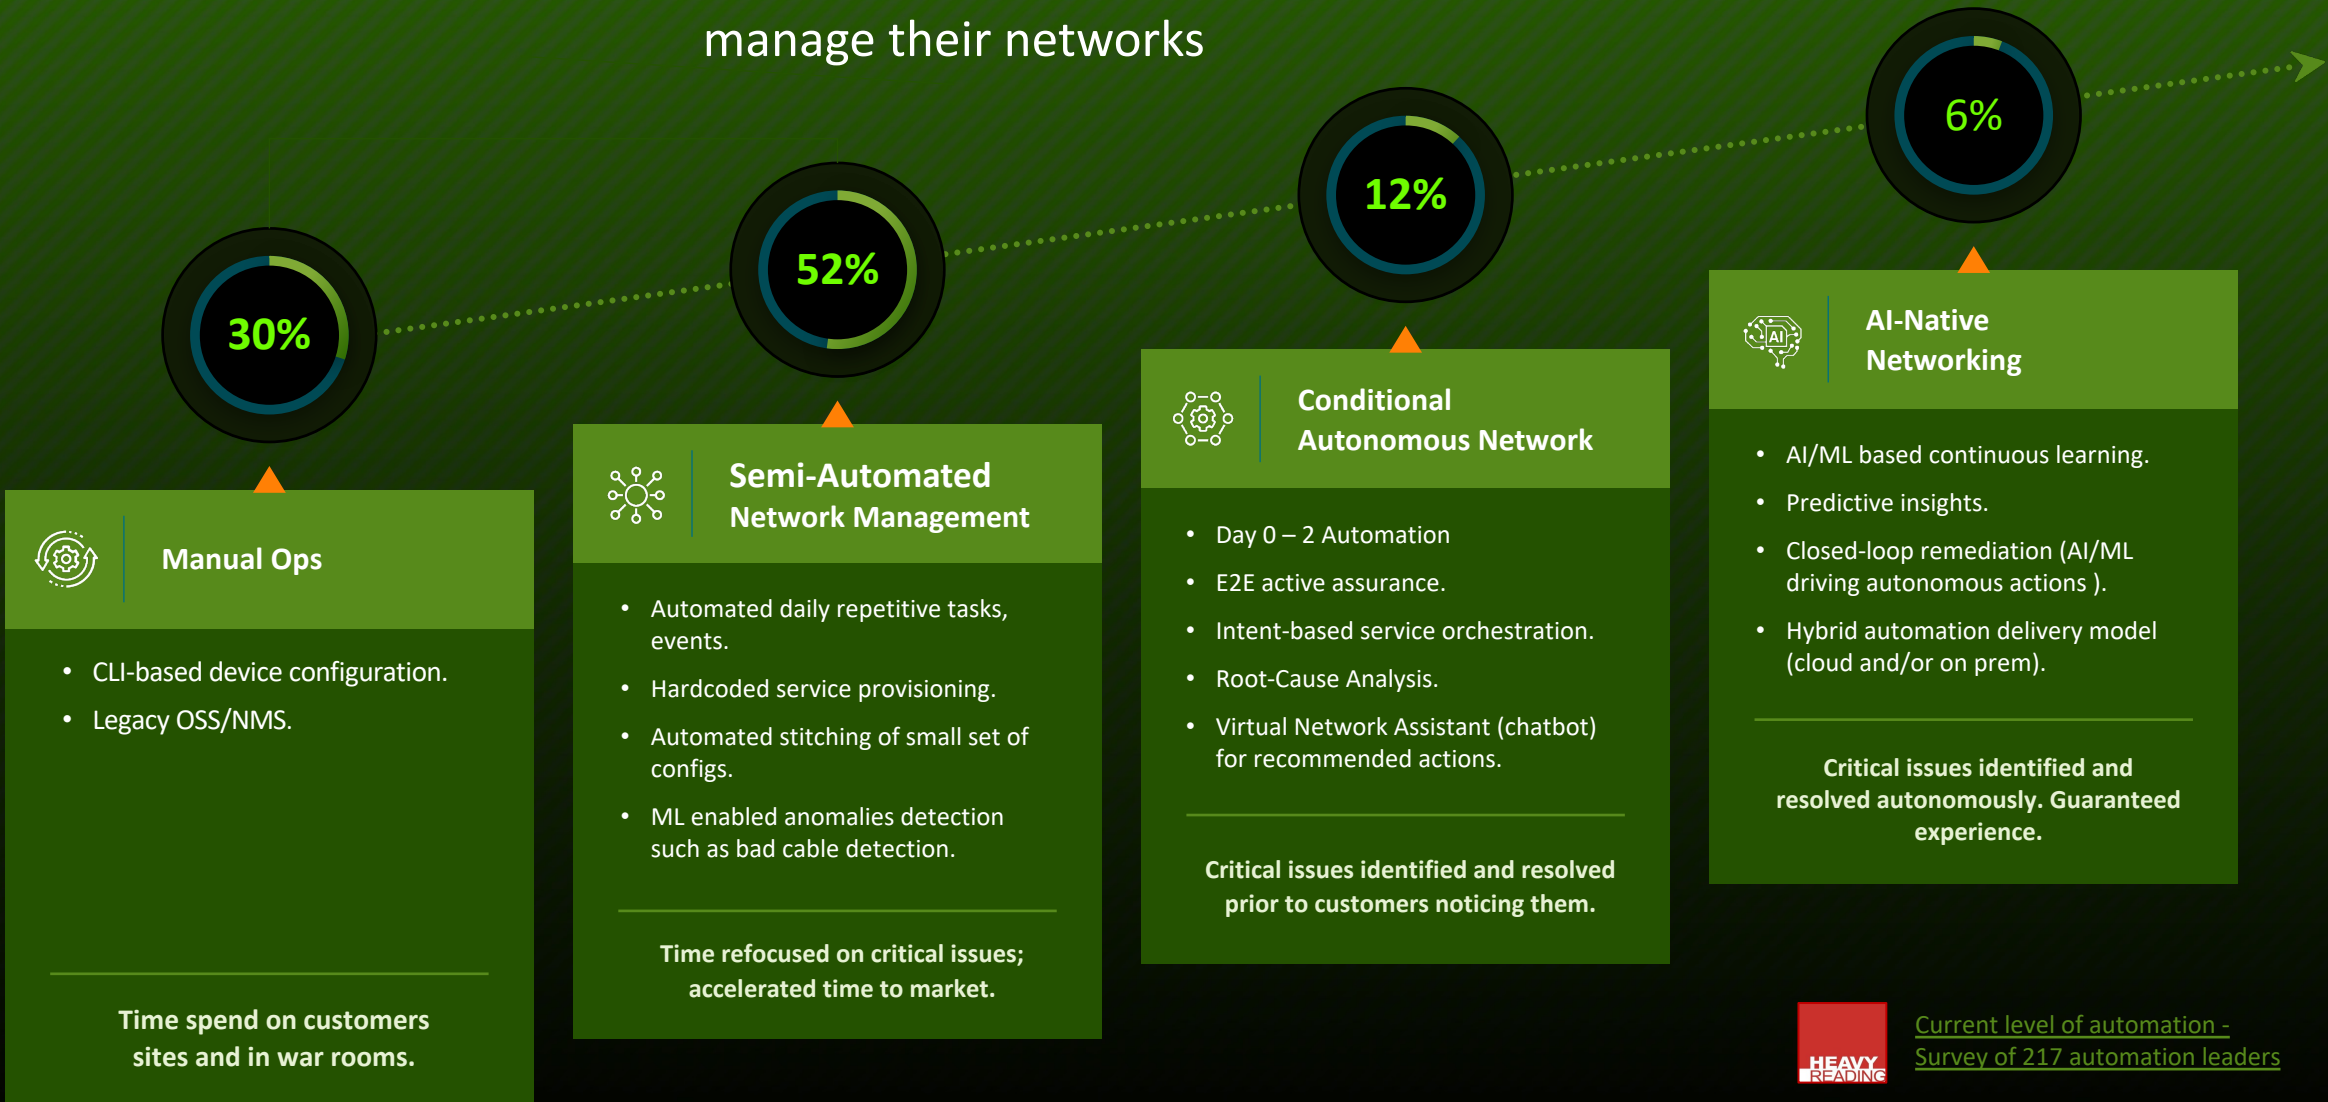 manage their networks
30%
Manual Ops
• CLI-based device configuration.
• Legacy OSS/NMS.
Time spend on customers
sites and in war rooms.
52%
Semi-Automated
Network Management
• Automated daily repetitive tasks,
events.
• Hardcoded service provisioning.
• Automated stitching of small set of
configs.
• ML enabled anomalies detection
such as bad cable detection.
Time refocused on critical issues;
accelerated time to market.
12%
Conditional
Autonomous Network
• Day 0 – 2 Automation
• E2E active assurance.
• Intent-based service orchestration.
• Root-Cause Analysis.
• Virtual Network Assistant (chatbot)
for recommended actions.
Critical issues identified and resolved
prior to customers noticing them.
6%
AI
AI-Native
Networking
• AI/ML based continuous learning.
• Predictive insights.
• Closed-loop remediation (AI/ML
driving autonomous actions ).
• Hybrid automation delivery model
(cloud and/or on prem).
Critical issues identified and
resolved autonomously. Guaranteed
experience.
HEAVY
READING
Current level of automation -
Survey of 217 automation leaders